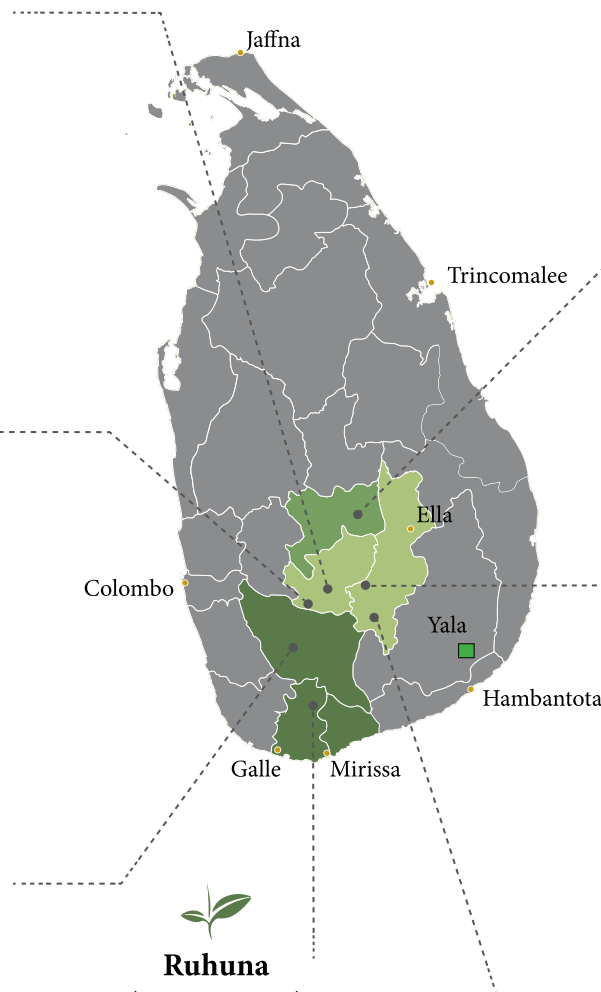 Jaffna
Trincomalee
Ella
Colombo
Yala
Hambantota
Galle
Mirissa
Ruhuna